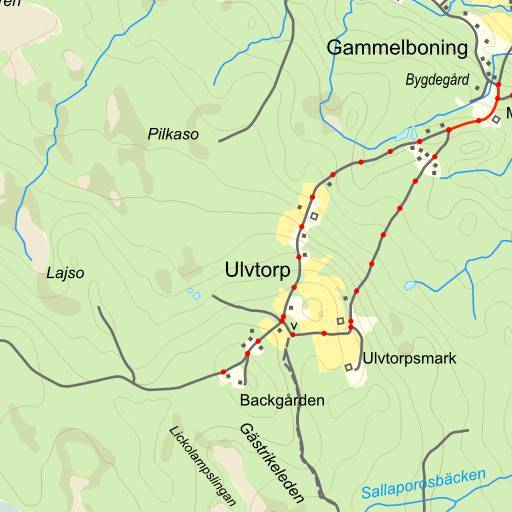 Gammelboning
Bygdegård
Pilkaso
Ulvtorp
Lajso
v
Ulvtorpsmark
Backgården
Lickolampslingan
Gästrikeleden
Sallaporosbäcken